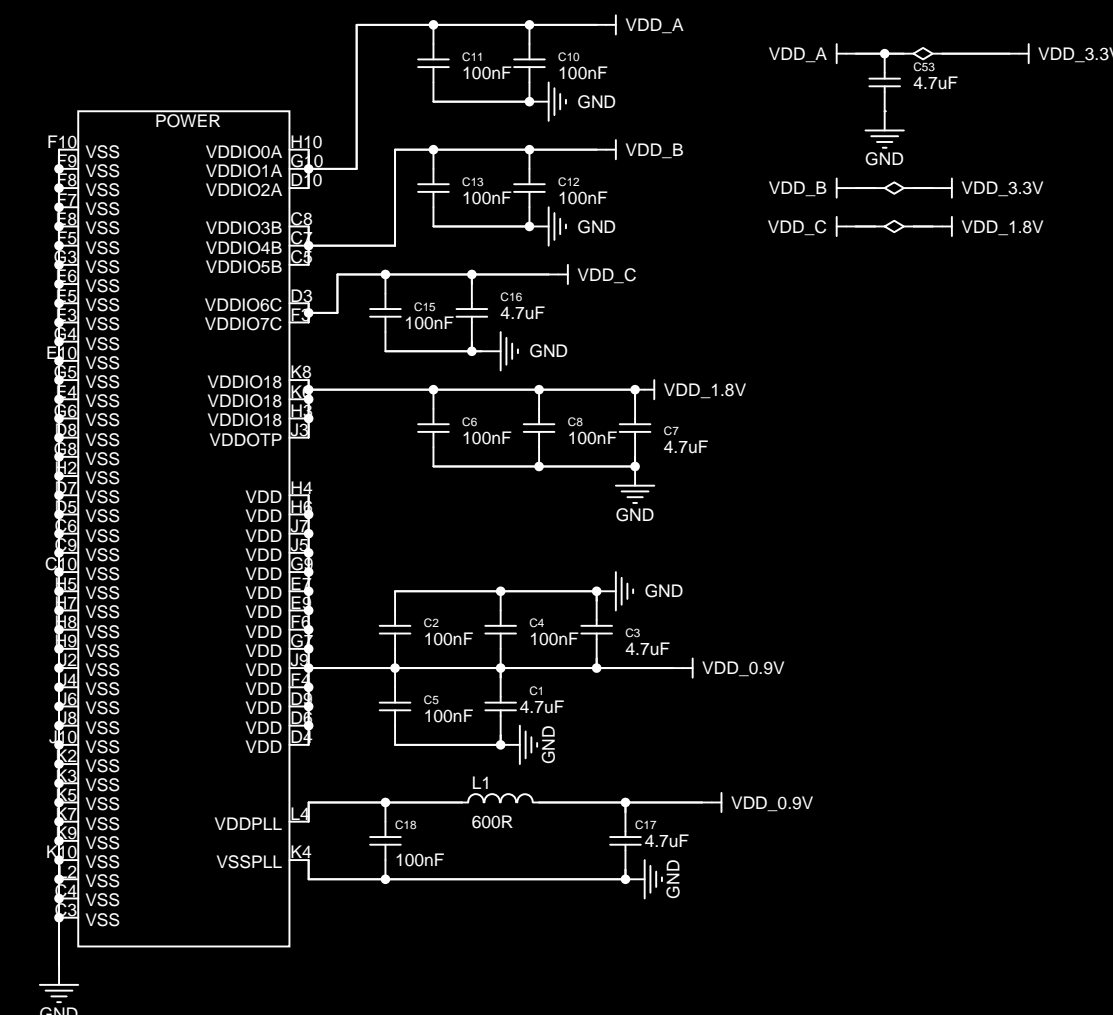 POWER
F10 VSS VDDIO0A H10
F9 VSS VDDIO1A G10
F8 VSS VDDIO2A D10
F7 VSS
E8 VSS VDDIO3B C8
F5 VSS VDDIO4B C7
G3 VSS VDDIO5B C5
E6 VSS
E5 VSS VDDIO6C D3
E3 VSS VDDIO7C F3
G4 VSS
E10 VSS
G5 VSS VDDIO18 K8
F4 VSS VDDIO18 K6
G6 VSS VDDIO18 H3
D8 VSS VDDOTP J3
G8 VSS
H2 VSS
D7 VSS VDD H4
D5 VSS VDD H6
C6 VSS VDD J7
C9 VSS VDD J5
C10 VSS VDD G9
H5 VSS VDD E7
H7 VSS VDD E9
H8 VSS VDD F6
H9 VSS VDD G7
J2 VSS VDD J9
J4 VSS VDD
J6 VSS VDD D9
J8 VSS VDD D6
J10 VSS VDD D4
K2 VSS
K3 VSS
K5 VSS
K7 VSS VDDPLL L4
K9 VSS
K10 VSS VSSPLL K4
L2 VSS
C4 VSS
C3 VSS
GND
VDD_A
C11 100nF
C10 100nF
GND
VDD_B
C13 100nF
C12 100nF
GND
VDD_C
C15 100nF
C16 4.7uF
GND
VDD_1.8V
C6 100nF
C8 100nF
C7 4.7uF
GND
GND
C2 100nF
C4 100nF
C3 4.7uF
VDD_0.9V
C5 100nF
C1 4.7uF
GND
L1
600R
VDD_0.9V
C18 100nF
C17 4.7uF
GND
VDD_A VDD_3.3V
C53
4.7uF
GND
VDD_B VDD_3.3V
VDD_C VDD_1.8V